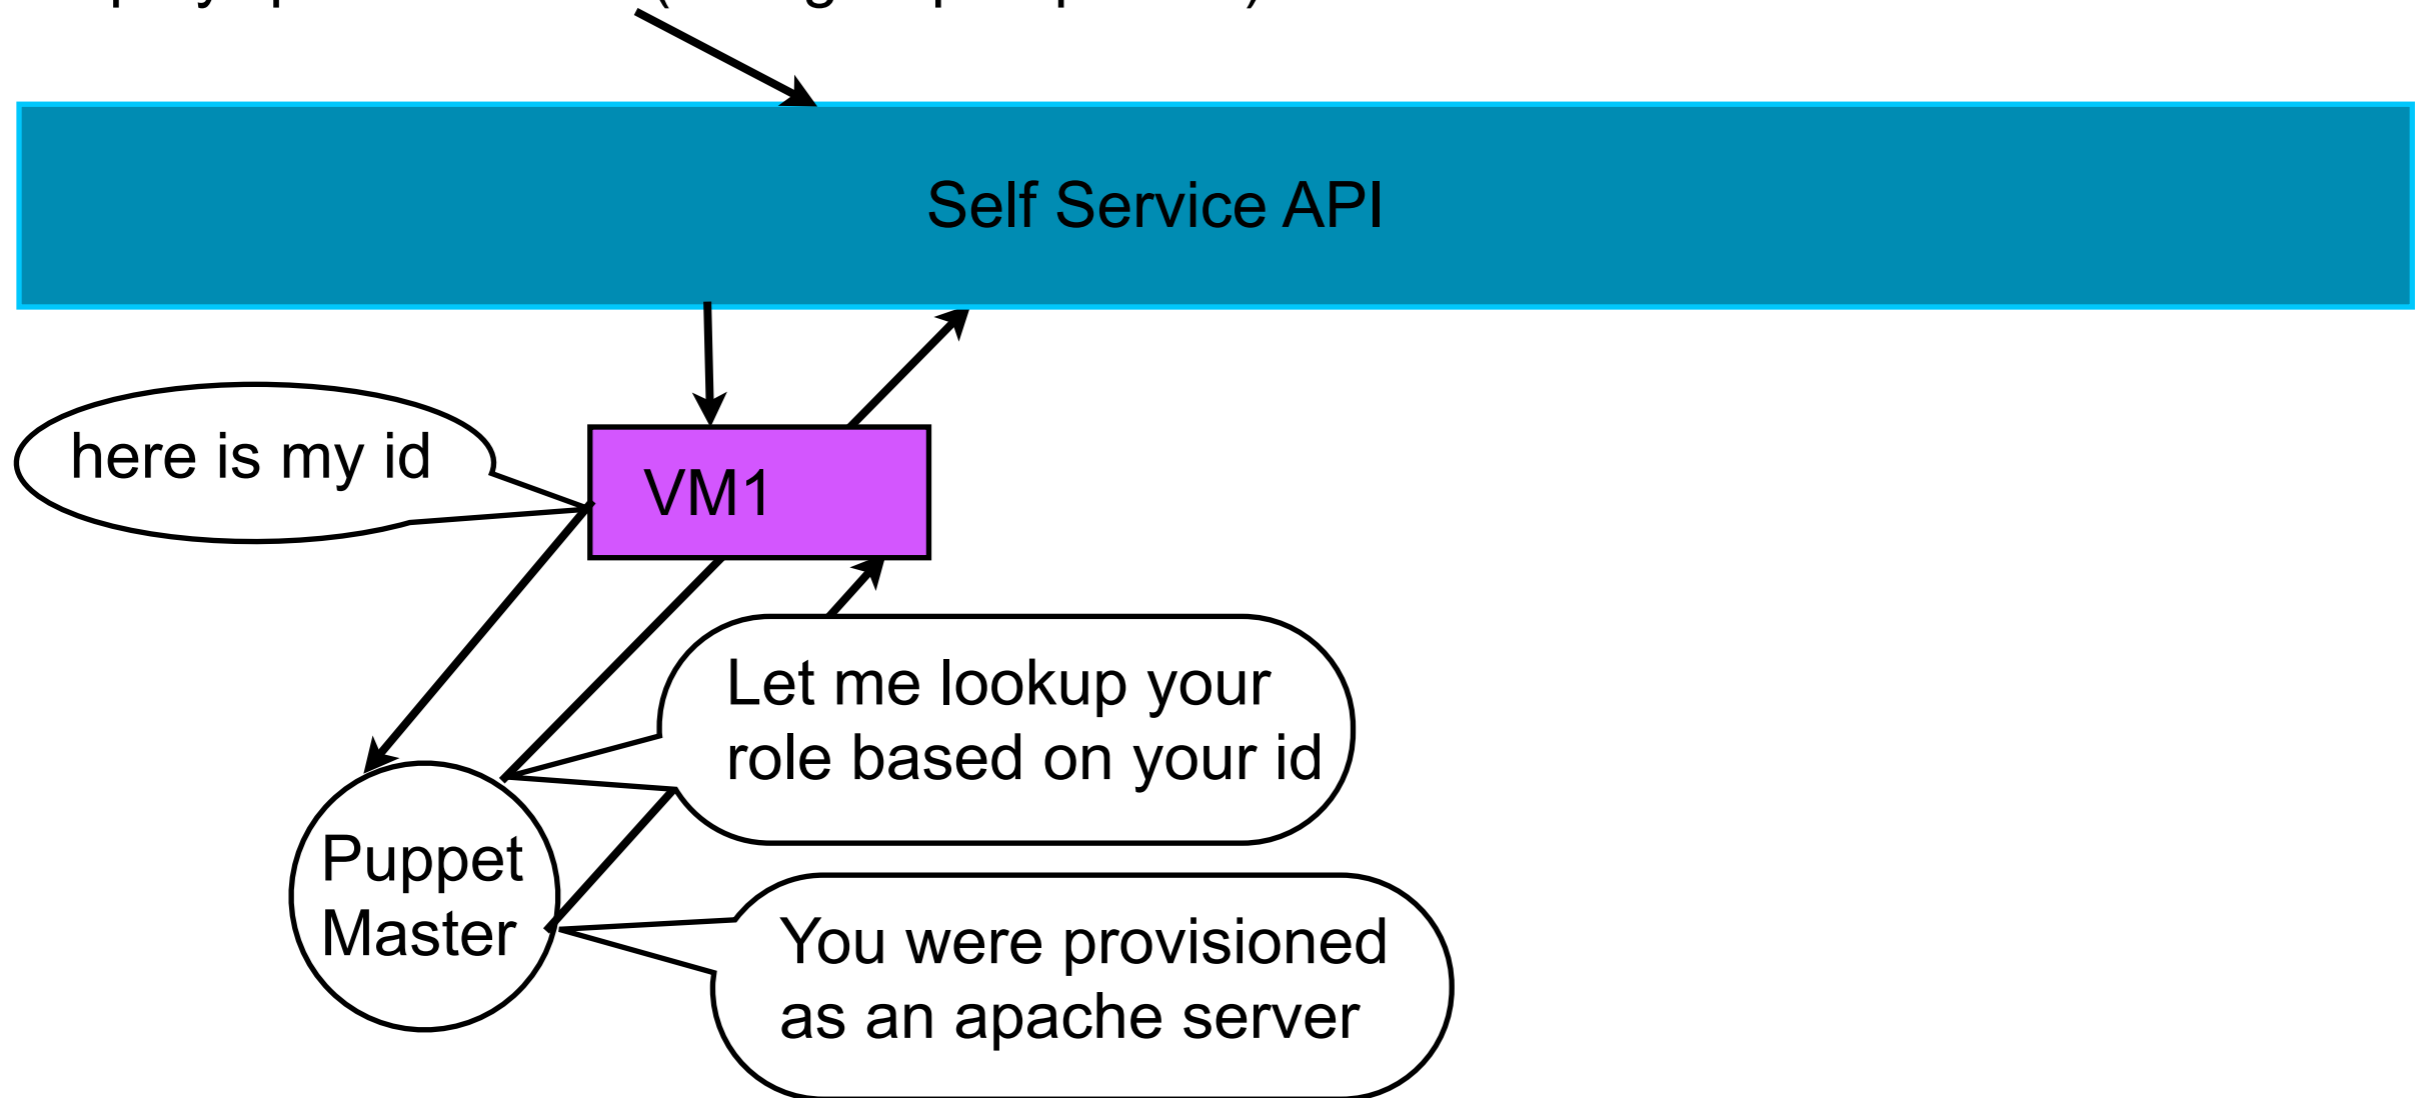 Self Service API
here is my id
VM1
Let me lookup your
role based on your id
Puppet
Master
You were provisioned
as an apache server